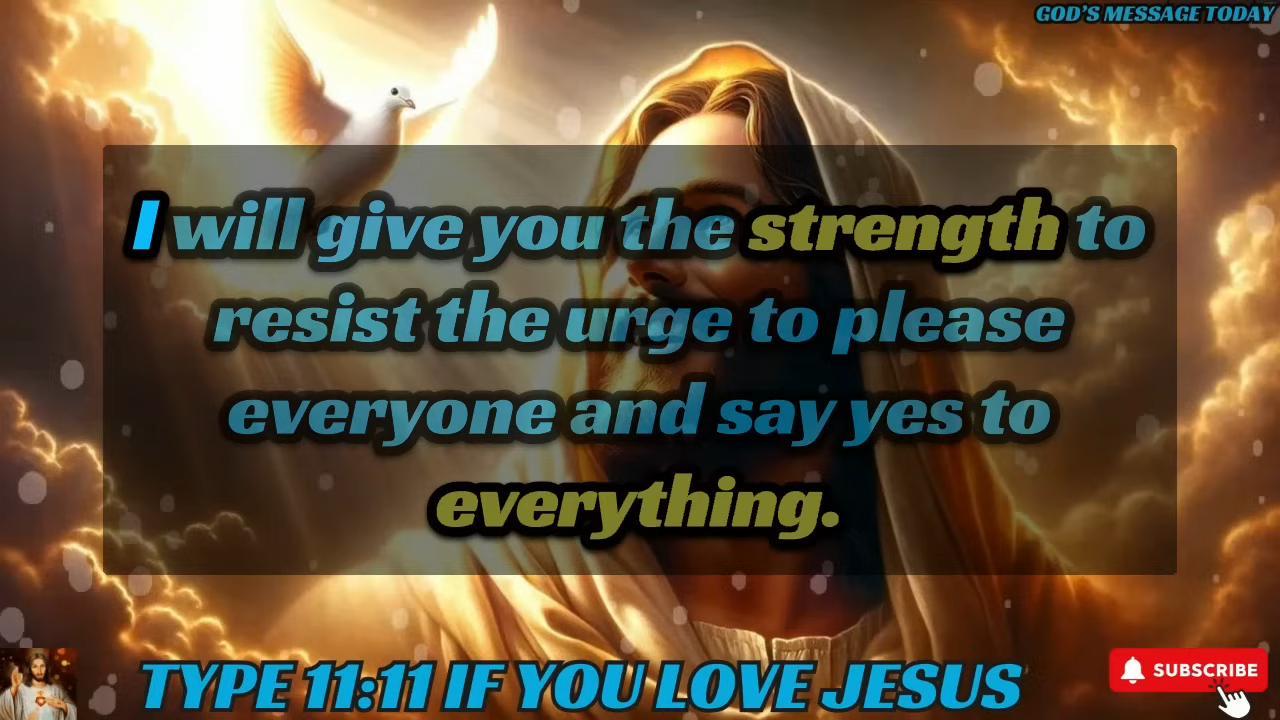 GOD'S MESSAGE TODAY
I will give you the strength to
resist the urge to please
everyone and say yes to
everything.
TYPE 11:11 IF YOU LOVE JESUS
SUBSCRIBE